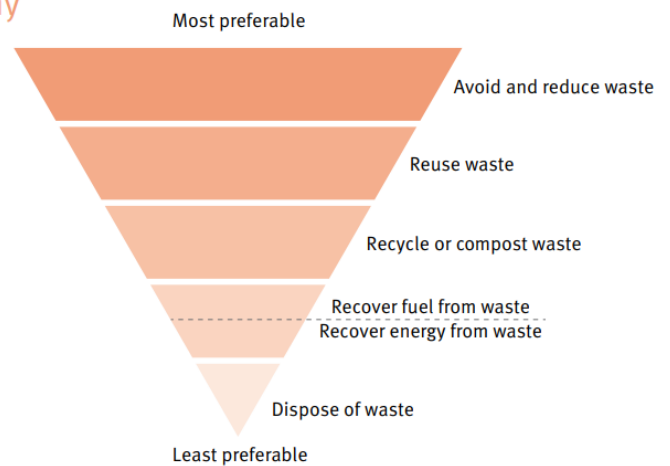 Most preferable
Avoid and reduce waste
Reuse waste
Recycle or compost waste
Recover fuel from waste
Recover energy from waste
Dispose of waste
Least preferable